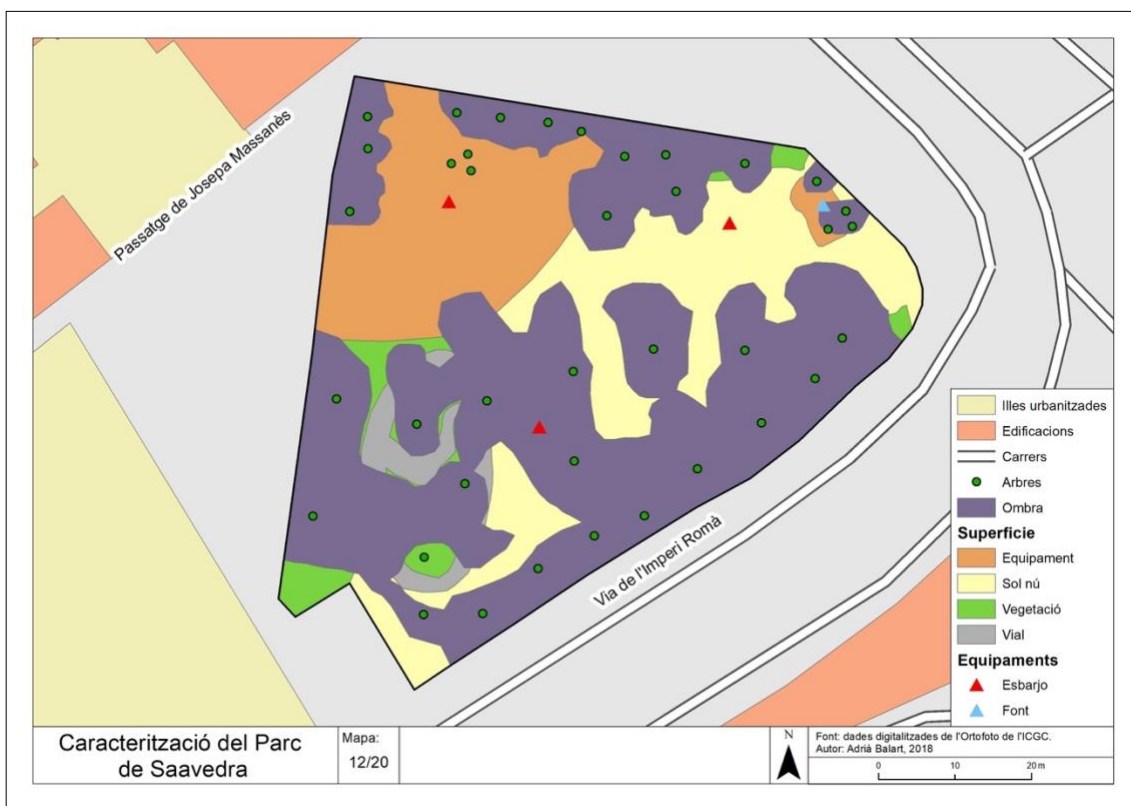 Passatge de Josepa Massanès
Via de l'Imperi Romà
Illes urbanitzades
Edificacions
Carrers
Arbres
Ombra
Superficie
Equipament
Sol nú
Vegetació
Vial
Equipaments
Esbarjo
Font
Caracterització del Parc
de Saavedra
Mapa:
12/20
N
Font: dades digitalitzades de l'Ortofoto de l'ICGC.
Autor: Adrià Balart, 2018
0 10 20 m